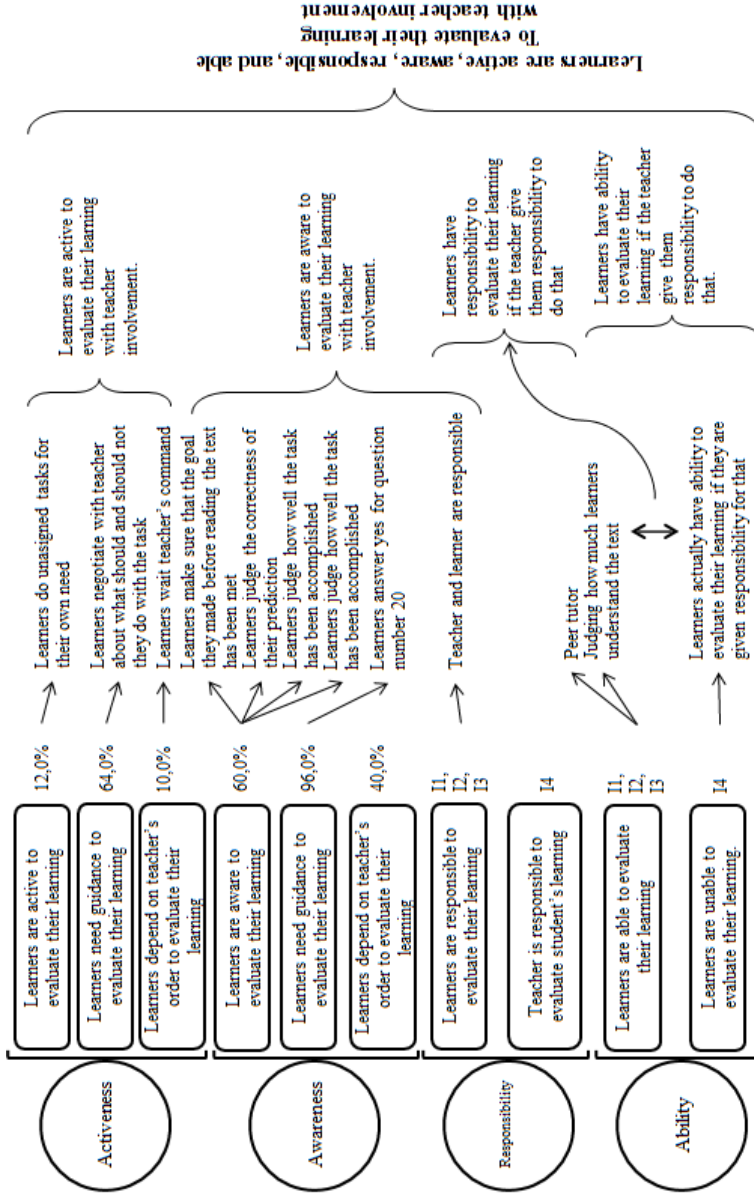 Activeness
Learners are active to
evaluate their learning
12,0%
Learners do unasigned tasks for
their own need
Learners need guidance to
evaluate their learning
64,0%
Learners negotiate with teacher
about what should and should not
they do with the task
Learners depend on teacher's
order to evaluate their
learning
10,0%
Learners wait teacher's command
Learners are active to
evaluate their learning
with teacher
involvement.
Awareness
Learners are aware to
evaluate their learning
60,0%
Learners make sure that the goal
they made before reading the text
has been met
Learners judge the correctness of
their prediction
Learners judge how well the task
has been accomplished
Learners judge how well the task
has been accomplished
Learners need guidance to
evaluate their learning
96,0%
Learners answer yes for question
number 20
Learners depend on teacher's
order to evaluate their
learning
40,0%
Learners are aware to
evaluate their learning
with teacher
involvement.
Responsibility
Learners are responsible to
evaluate their learning
I1,
I2,
I3
Teacher and learner are responsible
Teacher is responsible to
evaluate student's learning
I4
Learners have
responsibility to
evaluate their learning
if the teacher give
them responsibility to
do that
Ability
Learners are able to evaluate
their learning
I1,
I2,
I3
Peer tutor
Judging how much learners
understand the text
Learners are unable to
evaluate their learning.
I4
Learners actually have ability to
evaluate their learning if they are
given responsibility for that
Learners have ability
to evaluate their
learning if the teacher
give them
responsibility to do
that.
Learners are active, aware, responsible, and able
To evaluate their learning
with teacher involvement